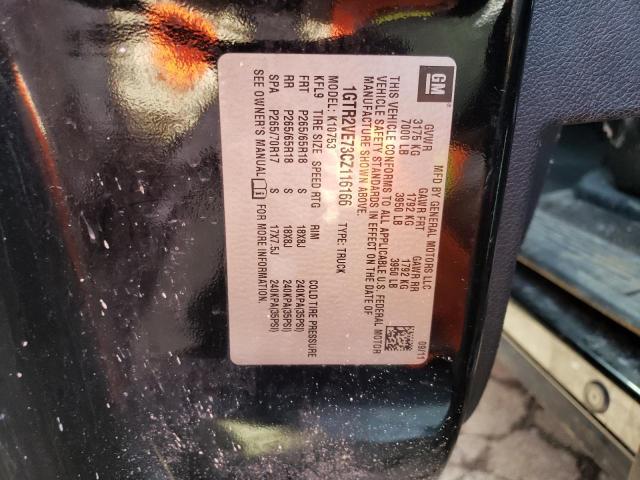 GM
MFD BY GENERAL MOTORS LLC 09/11
GVWR GAWR FRT GAWR RR
3175 KG 1792 KG 1792 KG
7000 LB 3950 LB 3950 LB
THIS VEHICLE CONFORMS TO ALL APPLICABLE U.S. FEDERAL MOTOR
VEHICLE SAFETY STANDARDS IN EFFECT ON THE DATE OF
MANUFACTURE SHOWN ABOVE.
1GTR2VE73CZ116166 TYPE: TRUCK
MODEL: K10753
KFL9 TIRE SIZE SPEED RTG RIM COLD TIRE PRESSURE
FRT P265/65R18 S 18X8J 240KPA(35PSI)
RR P265/65R18 S 18X8J 240KPA(35PSI)
SPA P265/70R17 S 17X7.5J 240KPA(35PSI)
SEE OWNER'S MANUAL i FOR MORE INFORMATION